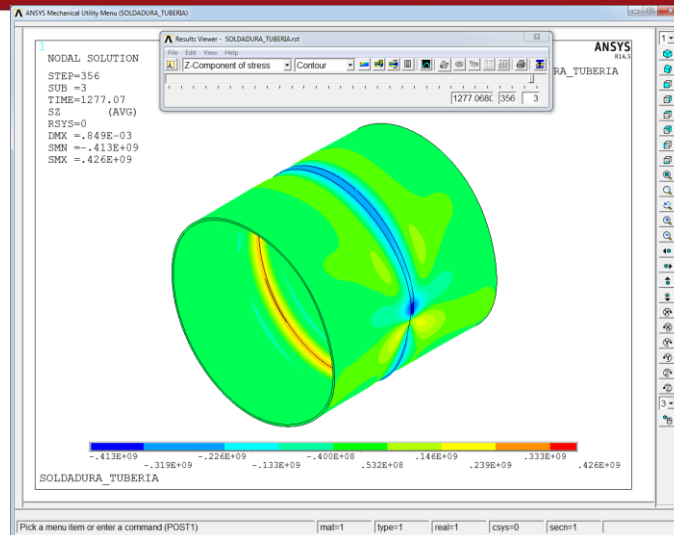 ANSYS Mechanical Utility Menu (SOLDADURA_TUBERIA)
1
NODAL SOLUTION
STEP=356
SUB =3
TIME=1277.07
SZ (AVG)
RSYS=0
DMX =.849E-03
SMN =-.413E+09
SMX =.426E+09
Results Viewer - SOLDADURA_TUBERIA.rst
File Edit View Help
Z-Component of stress Contour
1277.068 356 3
ANSYS
R14.5
RA_TUBERIA
1
3
-.413E+09 -.226E+09 -.400E+08 .146E+09 .333E+09
-.319E+09 -.133E+09 .532E+08 .239E+09 .426E+09
SOLDADURA_TUBERIA
Pick a menu item or enter a command (POST1) mat=1 type=1 real=1 csys=0 secn=1